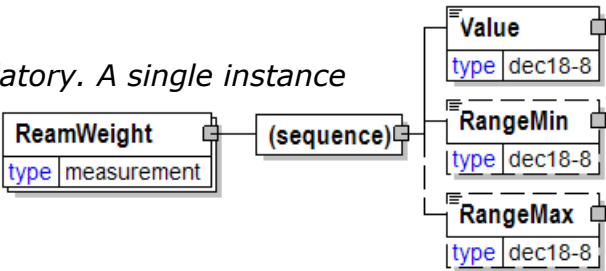 Value
type dec18-8
atory. A single instance
RangeMin
type dec18-8
ReamWeight
type measurement
(sequence)
RangeMax
type dec18-8